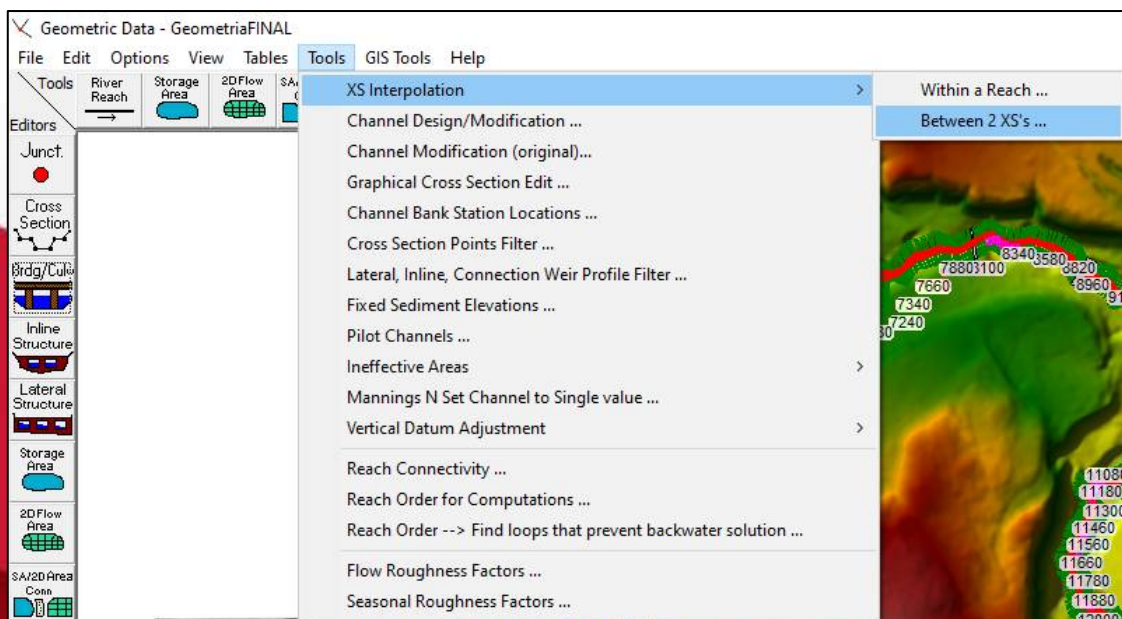 Geometric Data - GeometriaFINAL
File Edit Options View Tables Tools GIS Tools Help
Tools
Editors
River Reach
Storage Area
2D Flow Area
XS Interpolation
Within a Reach ...
Between 2 XS's ...
Channel Design/Modification ...
Channel Modification (original)...
Graphical Cross Section Edit ...
Channel Bank Station Locations ...
Cross Section Points Filter ...
Lateral, Inline, Connection Weir Profile Filter ...
Fixed Sediment Elevations ...
Pilot Channels ...
Ineffective Areas
Mannings N Set Channel to Single value ...
Vertical Datum Adjustment
Reach Connectivity ...
Reach Order for Computations ...
Reach Order --> Find loops that prevent backwater solution ...
Flow Roughness Factors ...
Seasonal Roughness Factors ...
Junct.
Cross
Section
Brdg/Culv
Inline
Structure
Lateral
Structure
Storage
Area
2D Flow
Area
SA/2D Area
Conn
7240
7340
7660
7880
8340
8820
8960
11180
11300
11460
11560
11660
11780
11880